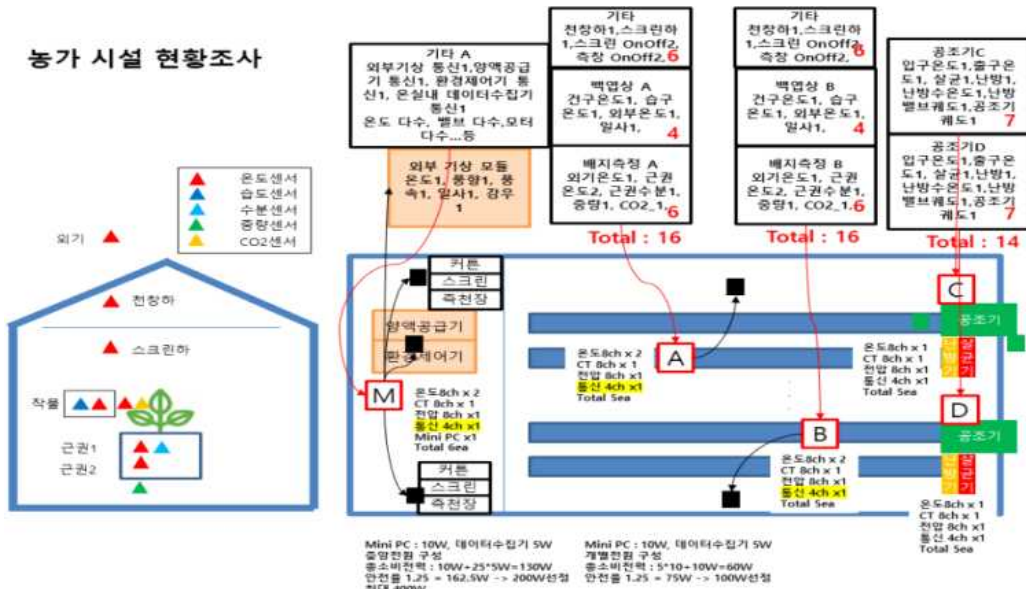 농가 시설 현황조사
온도센서
습도센서
수분센서
중량센서
CO2센서
외기
천창하
스크린하
작물
근권1
근권2
기타 A
외부기상 통신1,양액공급
기 통신1, 환경제어기 통
신1, 온실내 데이터수집기
통신1
온도 다수, 밸브 다수,모터
다수...등
외부 기상 모듈
온도1, 풍향1, 풍
속1, 일사1, 강우
1
기타
천창하1,스크린하
1,스크린 OnOff2,
측창 OnOff2,
6
백엽상 A
건구온도1, 습구
온도1, 외부온도1,
일사1,
4
배지측정 A
외기온도1, 근권
온도2, 근권수분1,
중량1, CO2_1,
6
Total : 16
기타
천창하1,스크린하
1,스크린 OnOff2,
측창 OnOff2,
6
백엽상 B
건구온도1, 습구
온도1, 외부온도1,
일사1,
4
배지측정 B
외기온도1, 근권
온도2, 근권수분1,
중량1, CO2_1,
6
Total : 16
공조기C
입구온도1,출구온
도1, 살균1,난방1,
난방수온도1,난방
밸브궤도1,공조기
궤도1
7
공조기D
입구온도1,출구온
도1, 살균1,난방1,
난방수온도1,난방
밸브궤도1,공조기
궤도1
7
Total : 14
커튼
스크린
측천장
양액공급기
환경제어기
M
온도8ch x 2
CT 8ch x 1
전압 8ch x1
통신 4ch x1
Mini PC x1
Total 6ea
커튼
스크린
측천장
온도8ch x 2
CT 8ch x 1
전압 8ch x1
통신 4ch x1
Total 5ea
A
온도8ch x 1
CT 8ch x 1
전압 8ch x1
통신 4ch x1
Total 5ea
C
공조기
난방기
살균기
B
온도8ch x 2
CT 8ch x 1
전압 8ch x1
통신 4ch x1
Total 5ea
D
공조기
난방기
살균기
온도8ch x 1
CT 8ch x 1
전압 8ch x1
통신 4ch x1
Mini PC : 10W, 데이터수집기 5W
중앙전원 구성
총소비전력 : 10W+25*5W=130W
안전률 1.25 = 162.5W -> 200W선정
Mini PC : 10W, 데이터수집기 5W
개별전원 구성
총소비전력 : 5*10+10W=60W
안전률 1.25 = 75W -> 100W선정